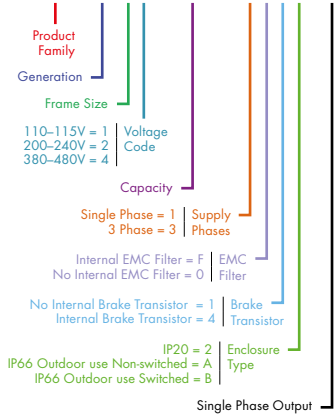 Product
Family
Generation
Frame Size
110–115V = 1
200–240V = 2
380–480V = 4
Voltage
Code
Capacity
Single Phase = 1
3 Phase = 3
Supply
Phases
Internal EMC Filter = F
No Internal EMC Filter = 0
EMC
Filter
No Internal Brake Transistor = 1
Internal Brake Transistor = 4
Brake
Transistor
IP20 = 2
IP66 Outdoor use Non-switched = A
IP66 Outdoor use Switched = B
Enclosure
Type
Single Phase Output